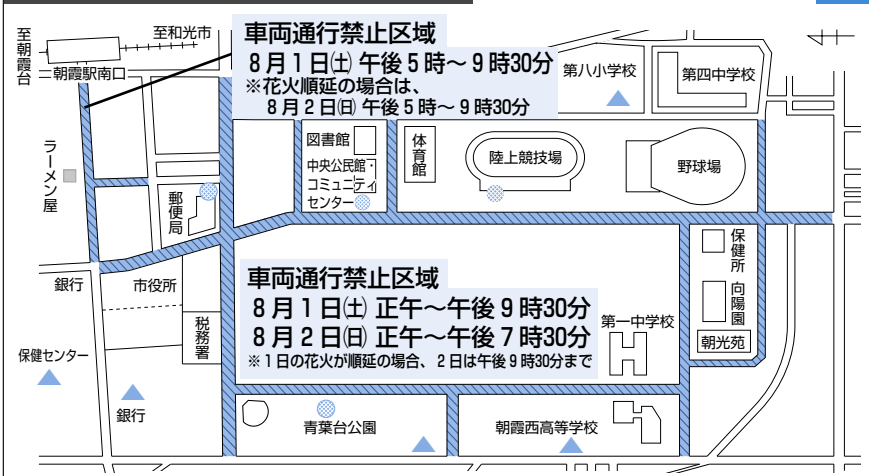 至朝霞台
至和光市
朝霞駅南口
車両通行禁止区域
8月1日㈯ 午後5時～9時30分
※花火順延の場合は、
8月2日㈰ 午後5時～9時30分
第八小学校
第四中学校
ラーメン屋
図書館
中央公民館・
コミュニティ
センター
体育館
陸上競技場
野球場
郵便局
保健所
向陽園
朝光苑
銀行
市役所
税務署
車両通行禁止区域
8月1日㈯ 正午～午後9時30分
8月2日㈰ 正午～午後7時30分
※1日の花火が順延の場合、2日は午後9時30分まで
第一中学校
保健センター
銀行
青葉台公園
朝霞西高等学校